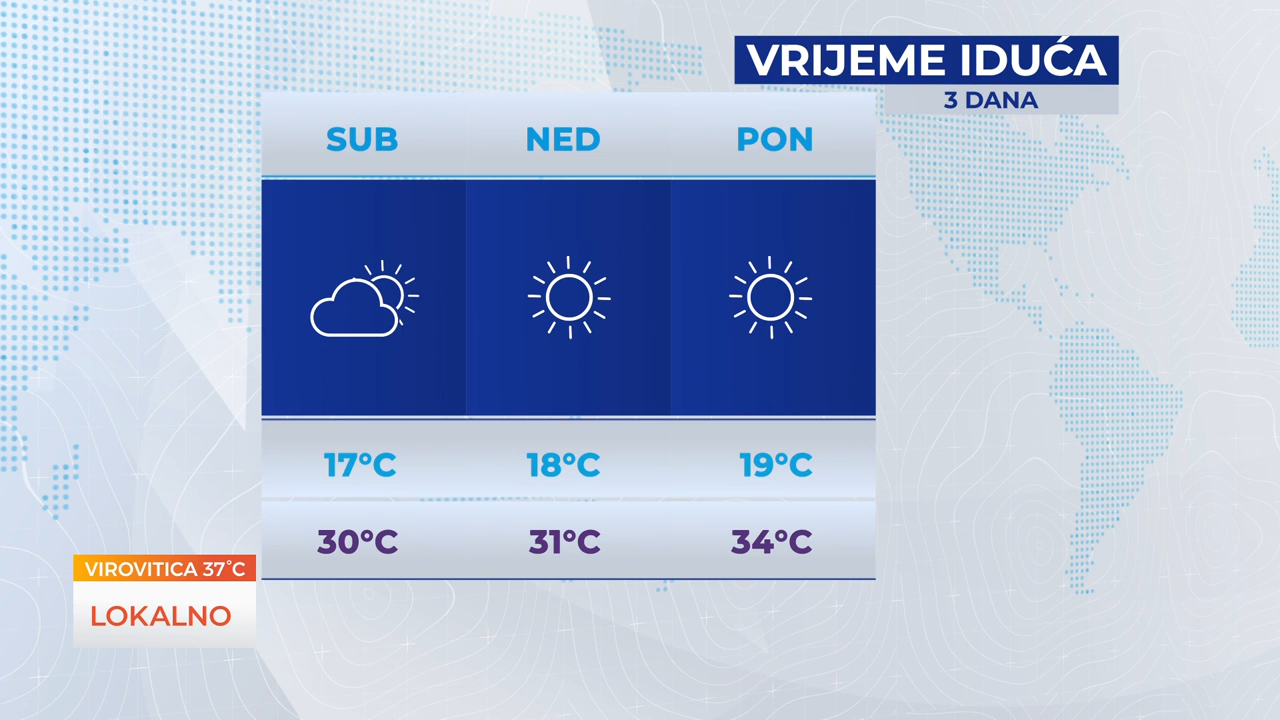 VRIJEME IDUĆA
3 DANA
SUB NED PON
17°C 18°C 19°C
30°C 31°C 34°C
VIROVITICA 37°C
LOKALNO